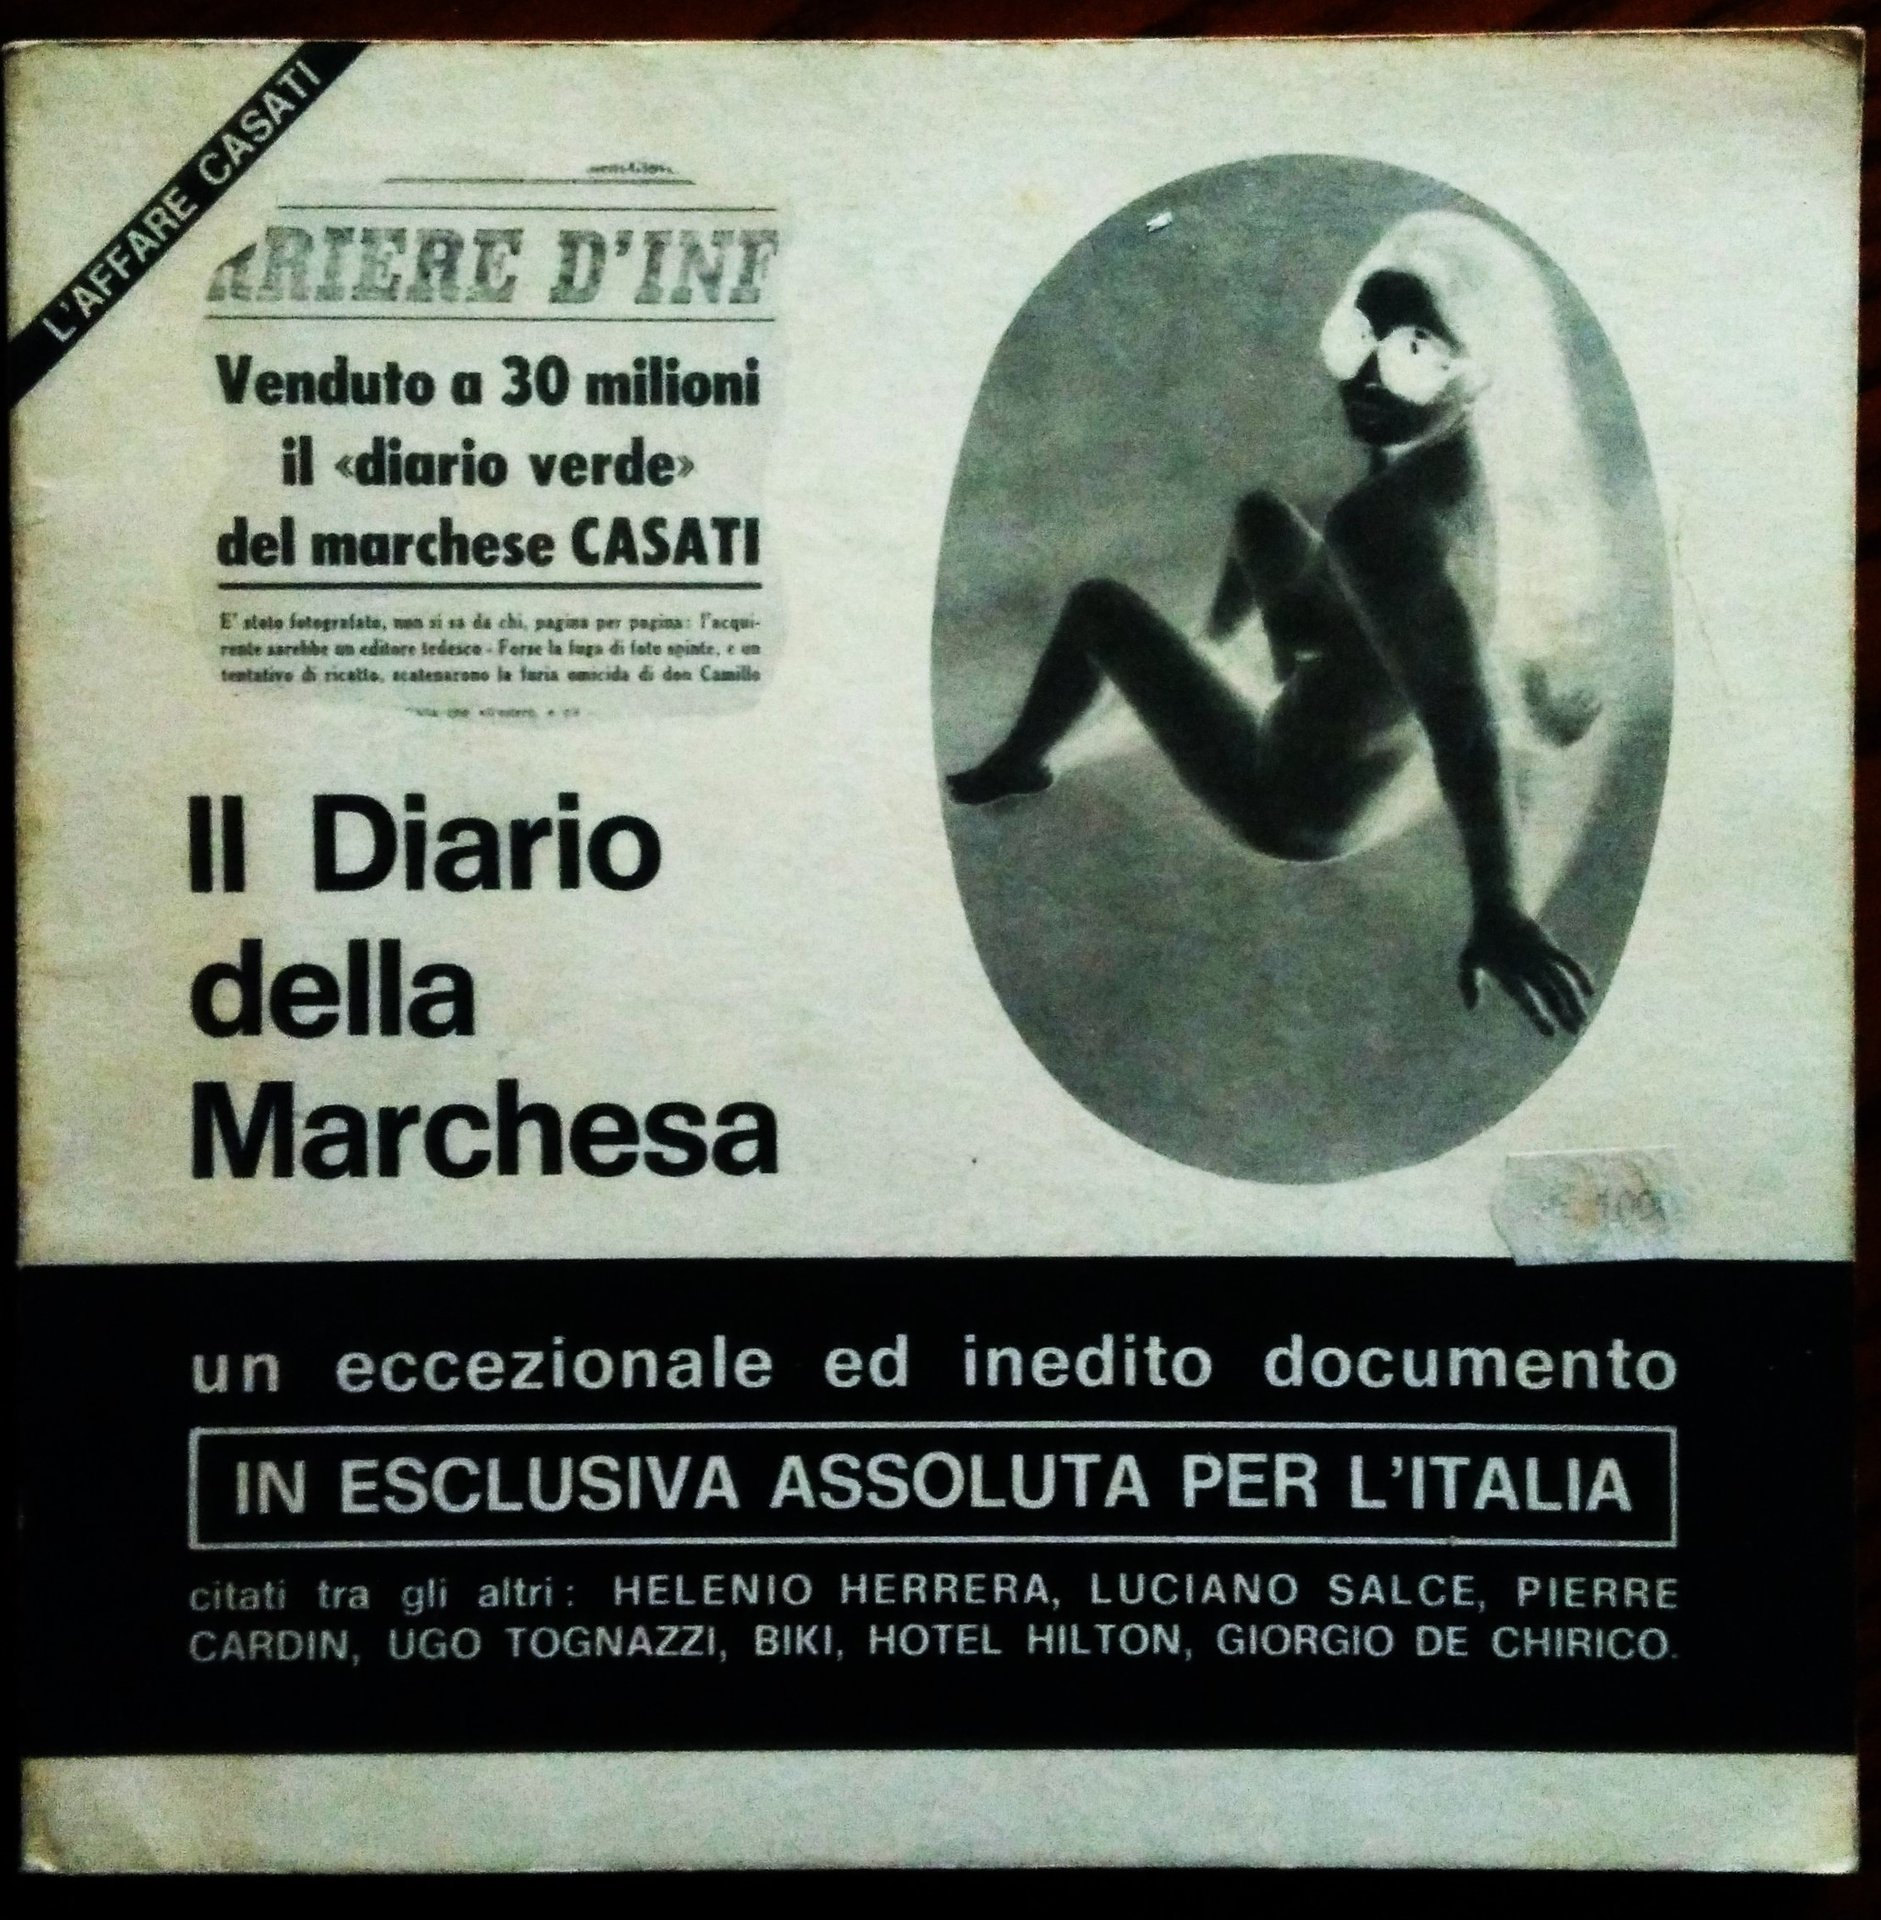 L'AFFARE CASATI
RRIERE D'INF
Venduto a 30 milioni
il «diario verde»
del marchese CASATI
E' stato fotografato, non si sa da chi, pagina per pagina: l'acqui-
rente sarebbe un editore tedesco - Forse la fuga di foto spinte, e un
tentativo di ricatto, scatenarono la furia omicida di don Camillo
Il Diario
della
Marchesa
un eccezionale ed inedito documento
IN ESCLUSIVA ASSOLUTA PER L'ITALIA
citati tra gli altri: HELENIO HERRERA, LUCIANO SALCE, PIERRE
CARDIN, UGO TOGNAZZI, BIKI, HOTEL HILTON, GIORGIO DE CHIRICO.